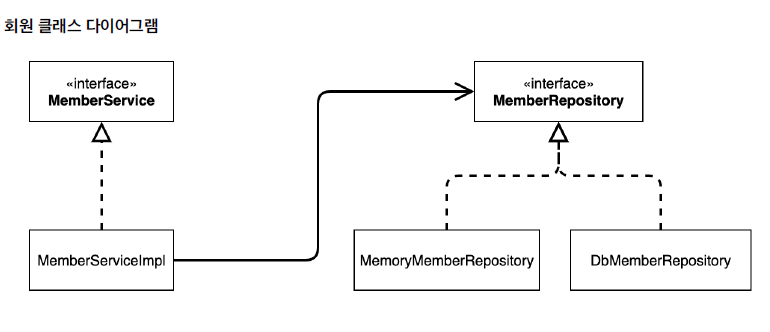 회원 클래스 다이어그램
«interface»
MemberService
«interface»
MemberRepository
MemberServiceImpl
MemoryMemberRepository
DbMemberRepository